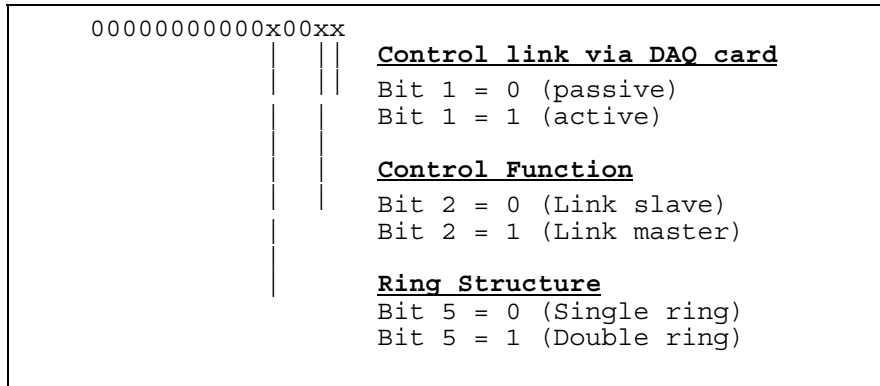 00000000000x00xx
Control link via DAQ card
Bit 1 = 0 (passive)
Bit 1 = 1 (active)
Control Function
Bit 2 = 0 (Link slave)
Bit 2 = 1 (Link master)
Ring Structure
Bit 5 = 0 (Single ring)
Bit 5 = 1 (Double ring)